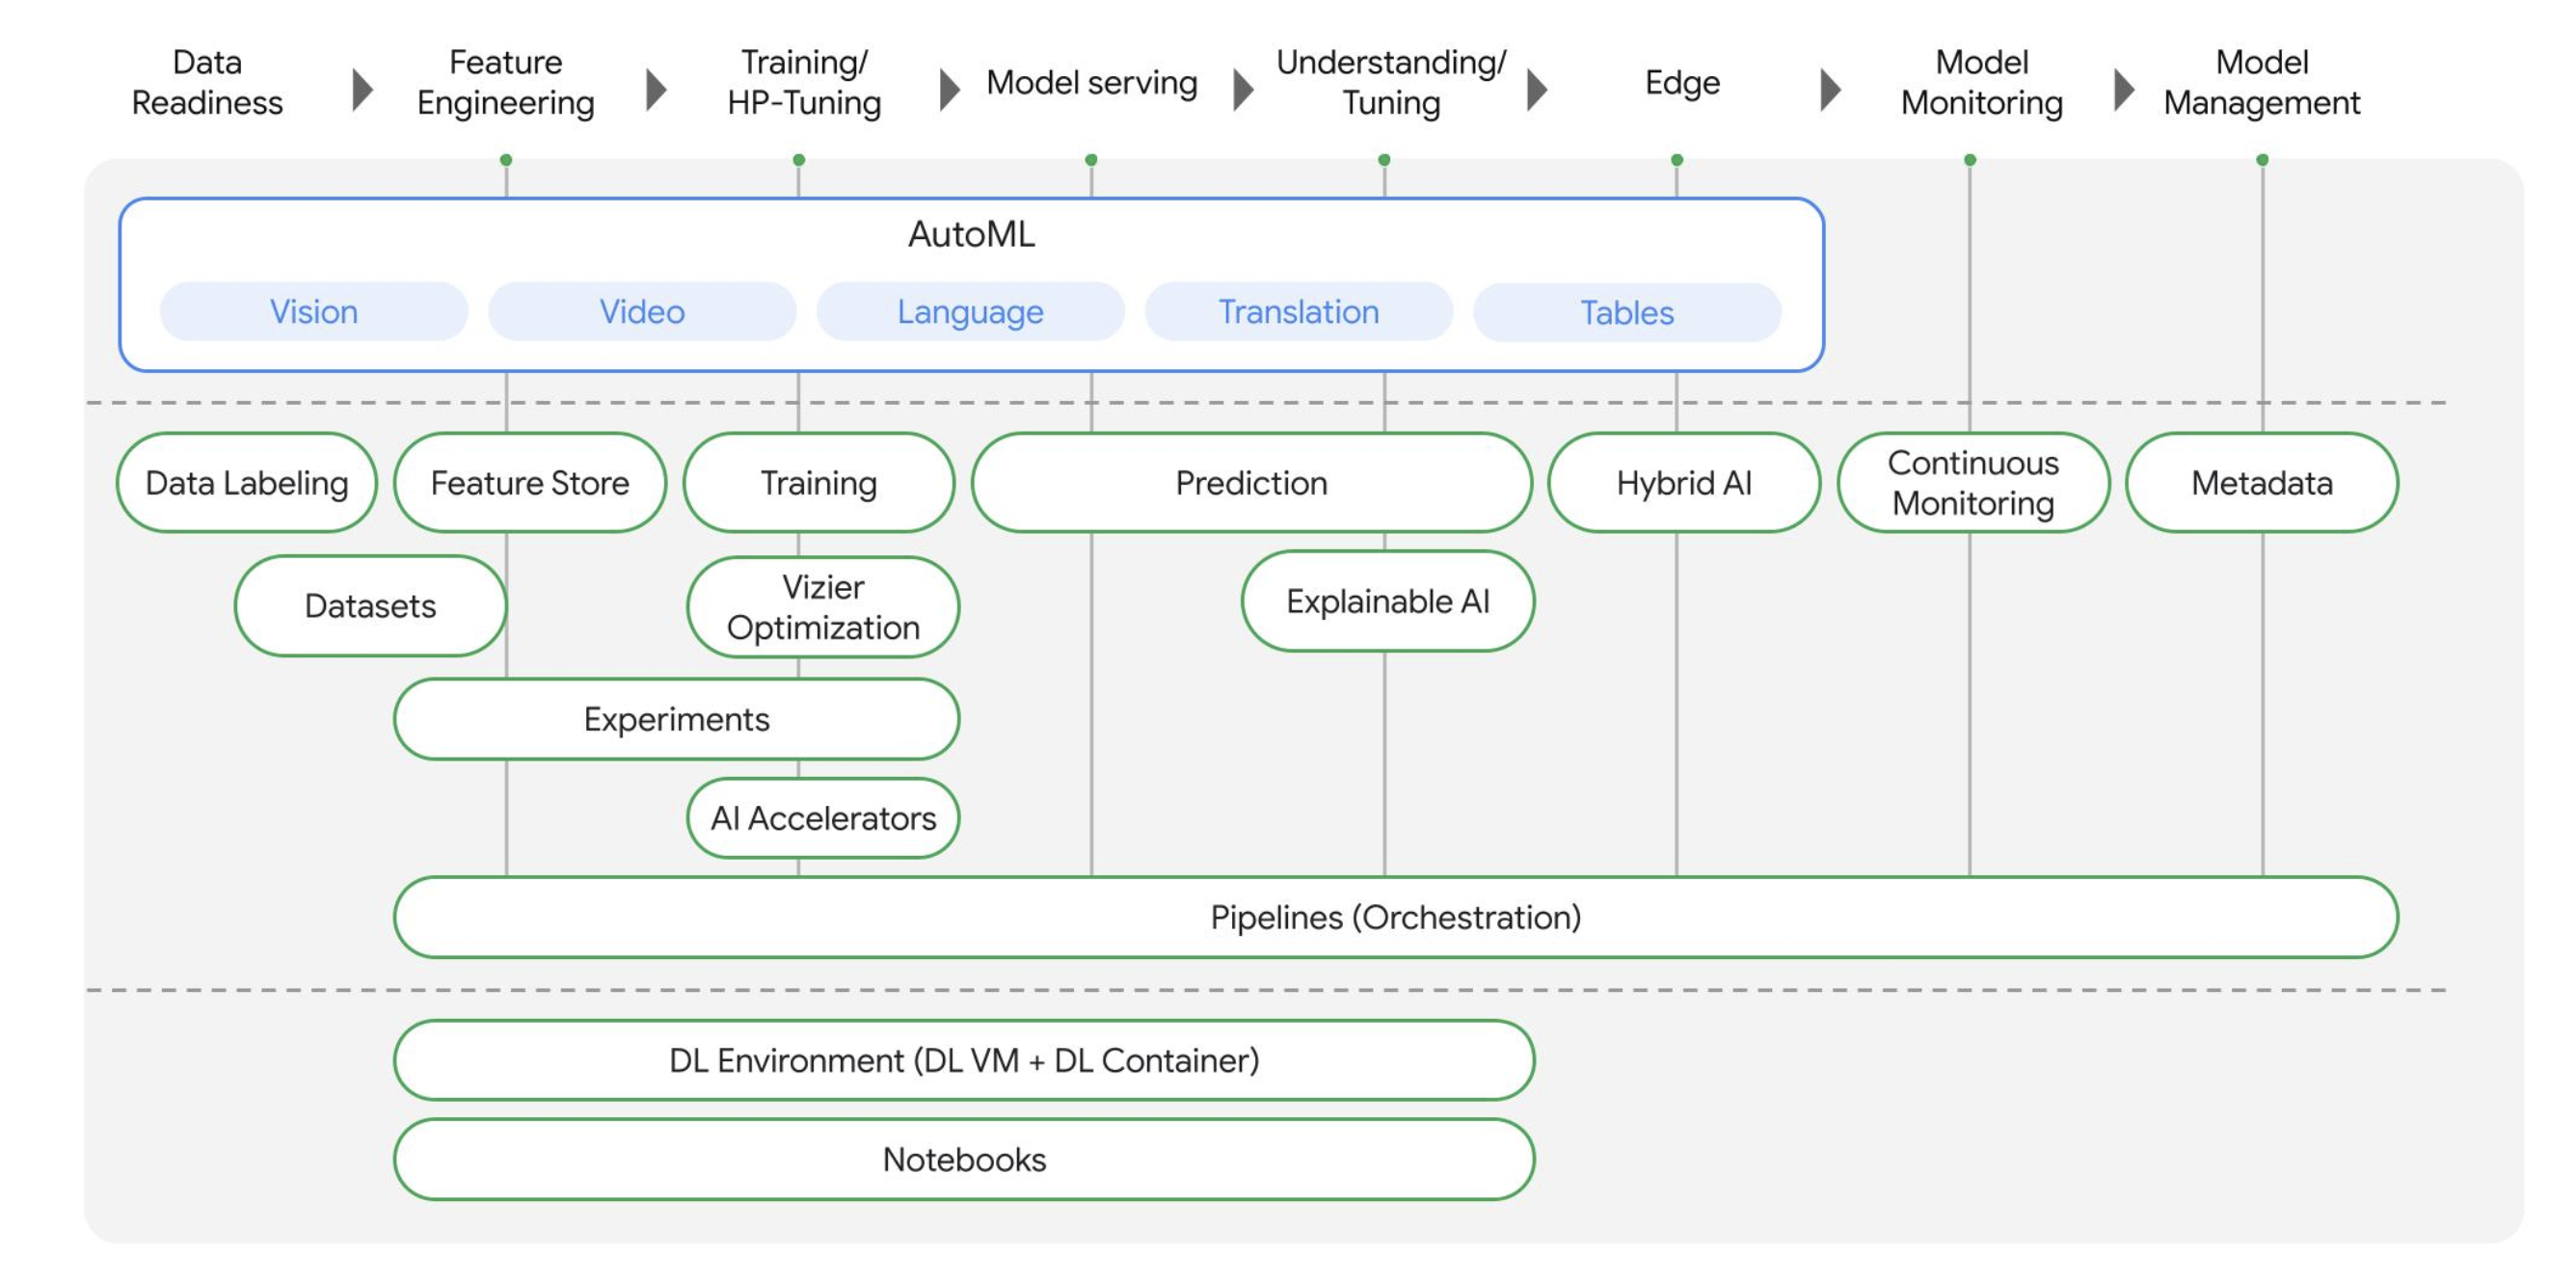 Data
Readiness
Feature
Engineering
Training/
HP-Tuning
Model serving
Understanding/
Tuning
Edge
Model
Monitoring
Model
Management
AutoML
Vision
Video
Language
Translation
Tables
Data Labeling
Feature Store
Training
Prediction
Hybrid AI
Continuous
Monitoring
Metadata
Datasets
Vizier
Optimization
Explainable AI
Experiments
AI Accelerators
Pipelines (Orchestration)
DL Environment (DL VM + DL Container)
Notebooks